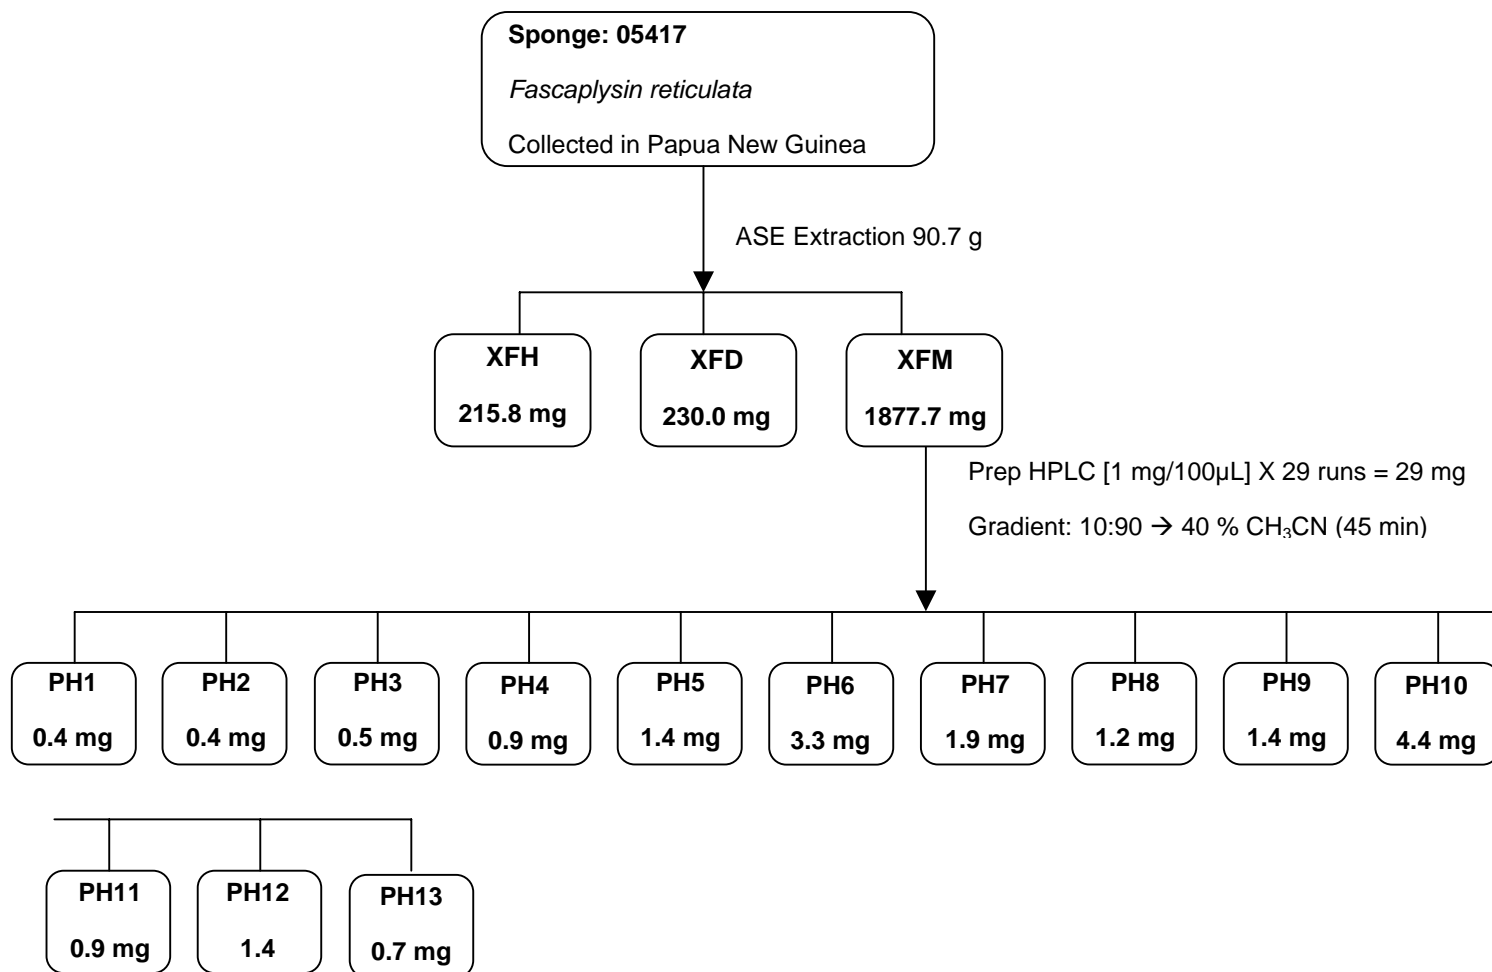 Sponge: 05417
Fascaplysin reticulata
Collected in Papua New Guinea
ASE Extraction 90.7 g
XFH
215.8 mg
XFD
230.0 mg
XFM
1877.7 mg
Prep HPLC [1 mg/100µL] X 29 runs = 29 mg
Gradient: 10:90 → 40 % CH₃CN (45 min)
PH1
0.4 mg
PH2
0.4 mg
PH3
0.5 mg
PH4
0.9 mg
PH5
1.4 mg
PH6
3.3 mg
PH7
1.9 mg
PH8
1.2 mg
PH9
1.4 mg
PH10
4.4 mg
PH11
0.9 mg
PH12
1.4
PH13
0.7 mg